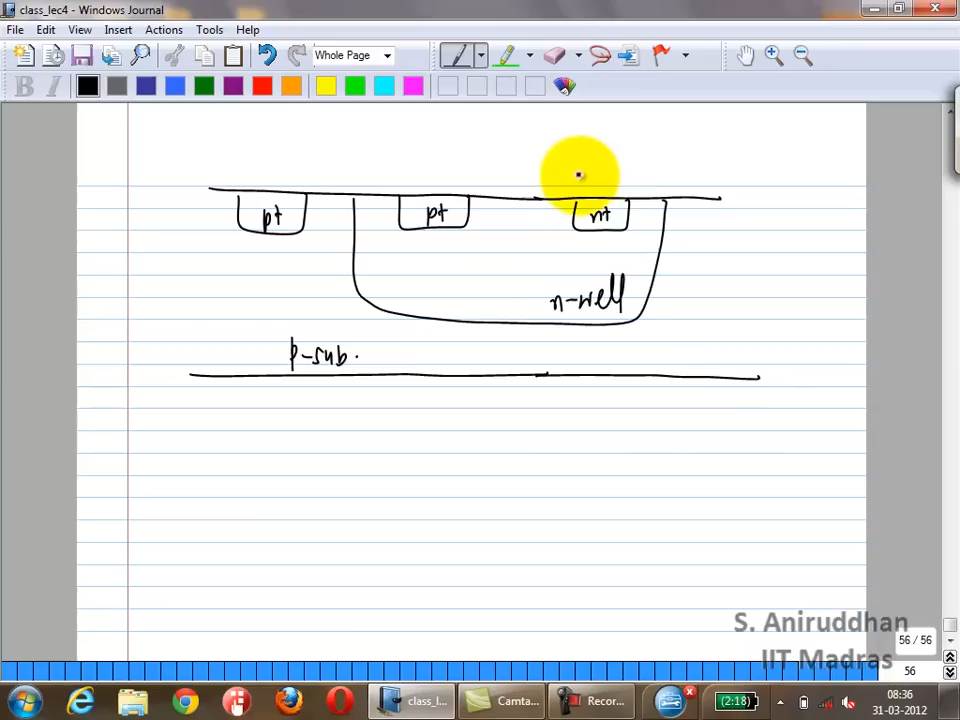 class_lec4 - Windows Journal
File Edit View Insert Actions Tools Help
Whole Page
B I
p+ p+ n+
n-well
p-sub.
S. Aniruddhan
IIT Madras
56 / 56
56
class_l... Camta... Recor... (2:18) 08:36
31-03-2012